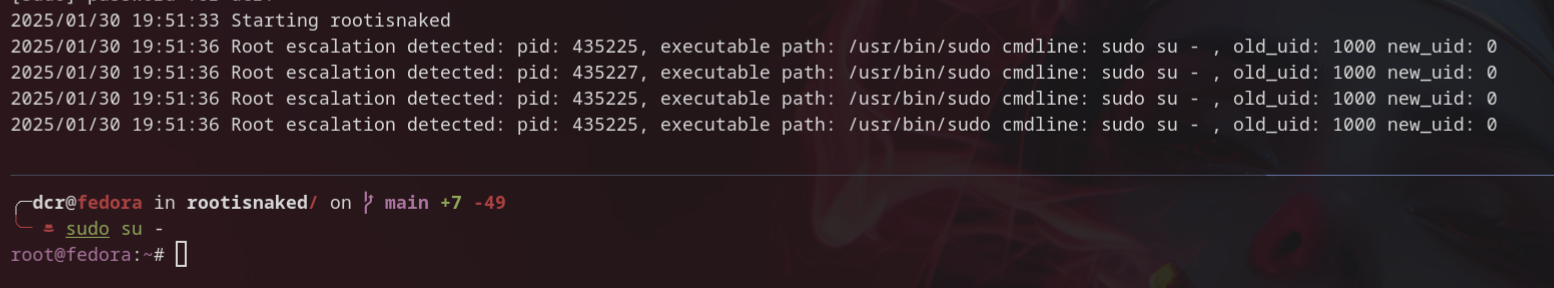 2025/01/30 19:51:33 Starting rootisnaked
2025/01/30 19:51:36 Root escalation detected: pid: 435225, executable path: /usr/bin/sudo cmdline: sudo su - , old_uid: 1000 new_uid: 0
2025/01/30 19:51:36 Root escalation detected: pid: 435227, executable path: /usr/bin/sudo cmdline: sudo su - , old_uid: 1000 new_uid: 0
2025/01/30 19:51:36 Root escalation detected: pid: 435225, executable path: /usr/bin/sudo cmdline: sudo su - , old_uid: 1000 new_uid: 0
2025/01/30 19:51:36 Root escalation detected: pid: 435225, executable path: /usr/bin/sudo cmdline: sudo su - , old_uid: 1000 new_uid: 0
dcr@fedora in rootisnaked/ on main +7 -49
sudo su -
root@fedora:~#